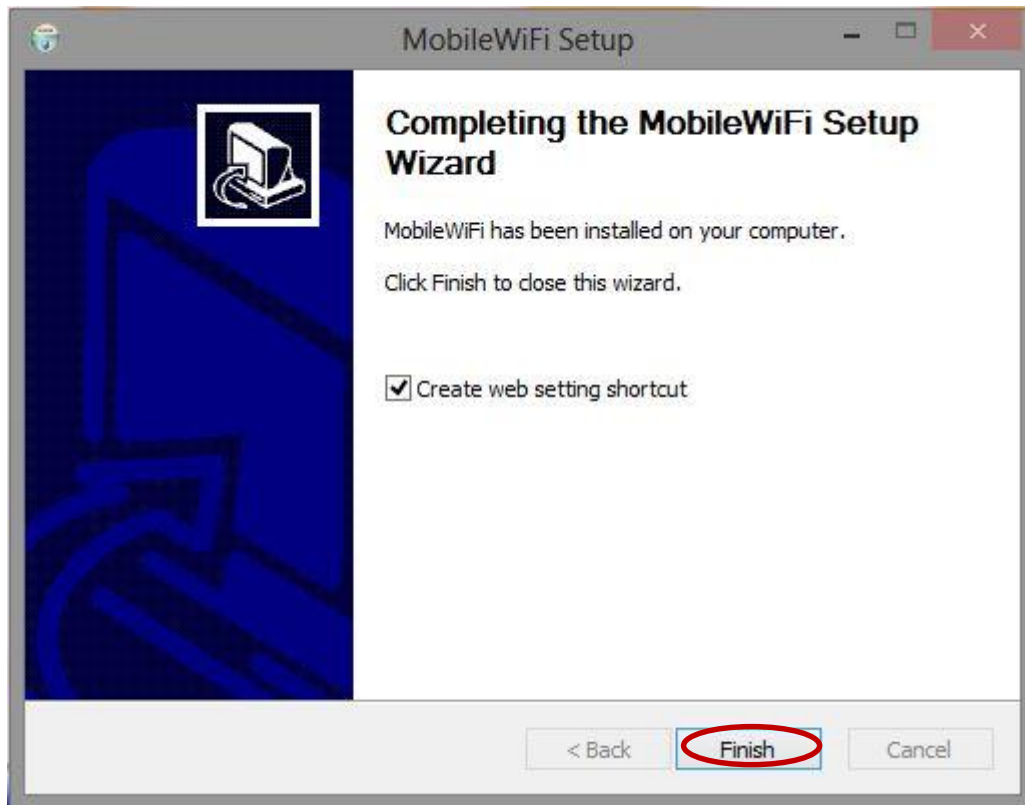 MobileWiFi Setup
Completing the MobileWiFi Setup
Wizard
MobileWiFi has been installed on your computer.
Click Finish to close this wizard.
Create web setting shortcut
< Back Finish Cancel